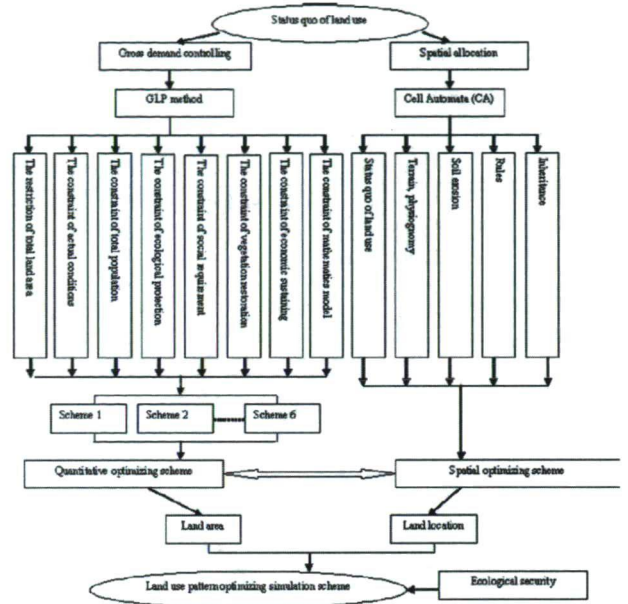 Status quo of land use
Gross demand controlling
Spatial allocation
GLP method
Cell Automata (CA)
The restriction of total land area
The constraint of actual conditions
The constraint of total population
The constraint of ecological protection
The constraint of social requirement
The constraint of vegetation restoration
The constraint of economic sustaining
The constraint of mathematics model
Status quo of land use
Terrain, physiognomy
Soil erosion
Rules
Inheritance
Scheme 1
Scheme 2
Scheme 6
Quantitative optimizing scheme
Spatial optimizing scheme
Land area
Land location
Land use pattern optimizing simulation scheme
Ecological security